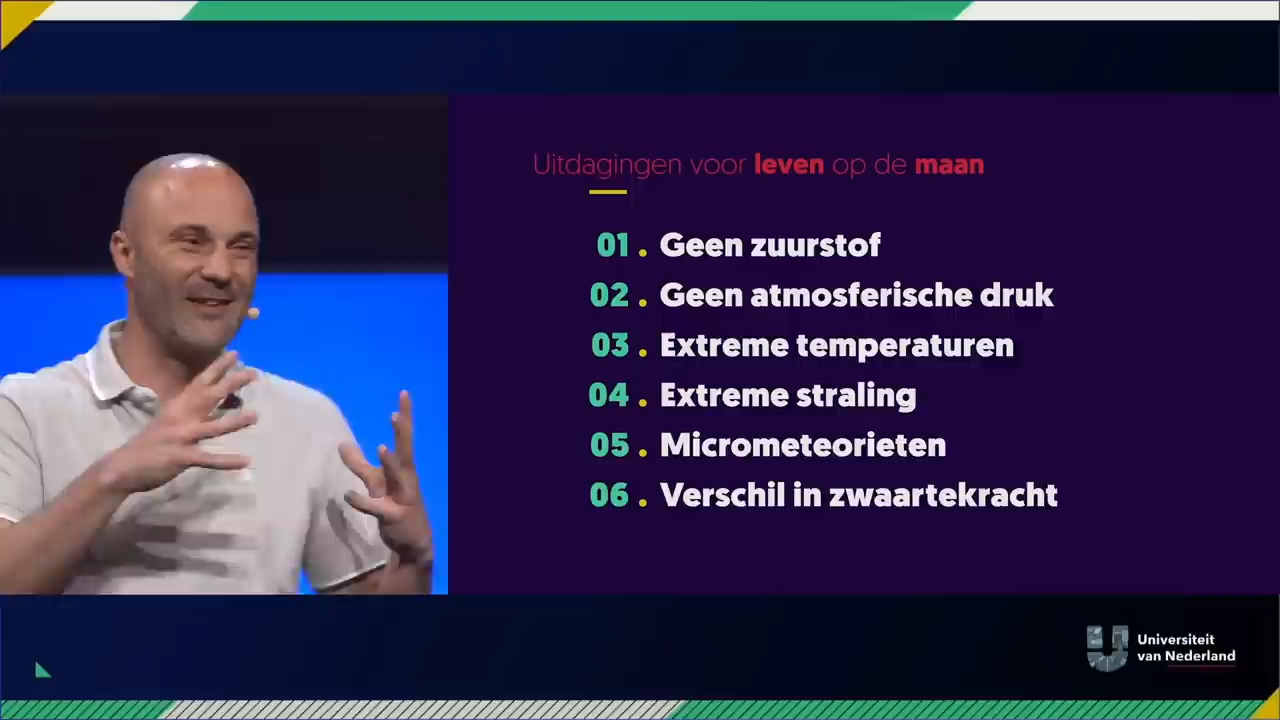 Uitdagingen voor leven op de maan
01. Geen zuurstof
02. Geen atmosferische druk
03. Extreme temperaturen
04. Extreme straling
05. Micrometeorieten
06. Verschil in zwaartekracht
Universiteit
van Nederland